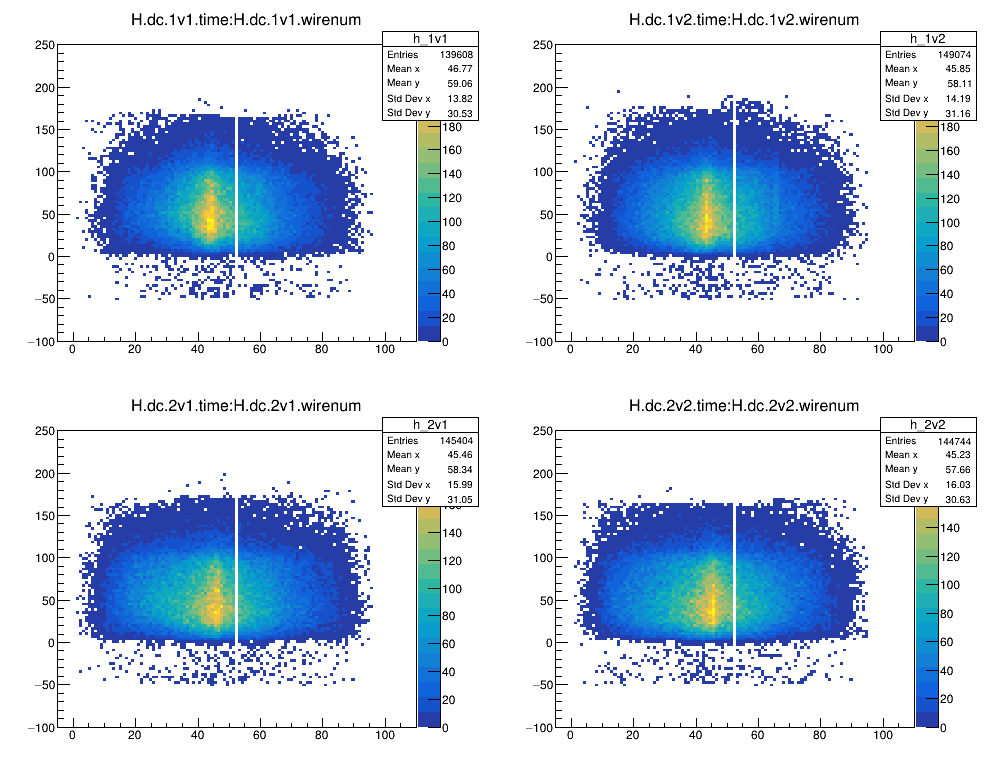 H.dc.1v1.time:H.dc.1v1.wirenum
h_1v1
Entries 139608
Mean x 46.77
Mean y 59.06
Std Dev x 13.82
Std Dev y 30.53
250
200
150
100
50
0
−50
−100
0 20 40 60 80 100
180
160
140
120
100
80
60
40
20
0
H.dc.1v2.time:H.dc.1v2.wirenum
h_1v2
Entries 149074
Mean x 45.85
Mean y 58.11
Std Dev x 14.19
Std Dev y 31.16
250
200
150
100
50
0
−50
−100
0 20 40 60 80 100
180
160
140
120
100
80
60
40
20
0
H.dc.2v1.time:H.dc.2v1.wirenum
h_2v1
Entries 145404
Mean x 45.46
Mean y 58.34
Std Dev x 15.99
Std Dev y 31.05
250
200
150
100
50
0
−50
−100
0 20 40 60 80 100
140
120
100
80
60
40
20
0
H.dc.2v2.time:H.dc.2v2.wirenum
h_2v2
Entries 144744
Mean x 45.23
Mean y 57.66
Std Dev x 16.03
Std Dev y 30.63
250
200
150
100
50
0
−50
−100
0 20 40 60 80 100
140
120
100
80
60
40
20
0